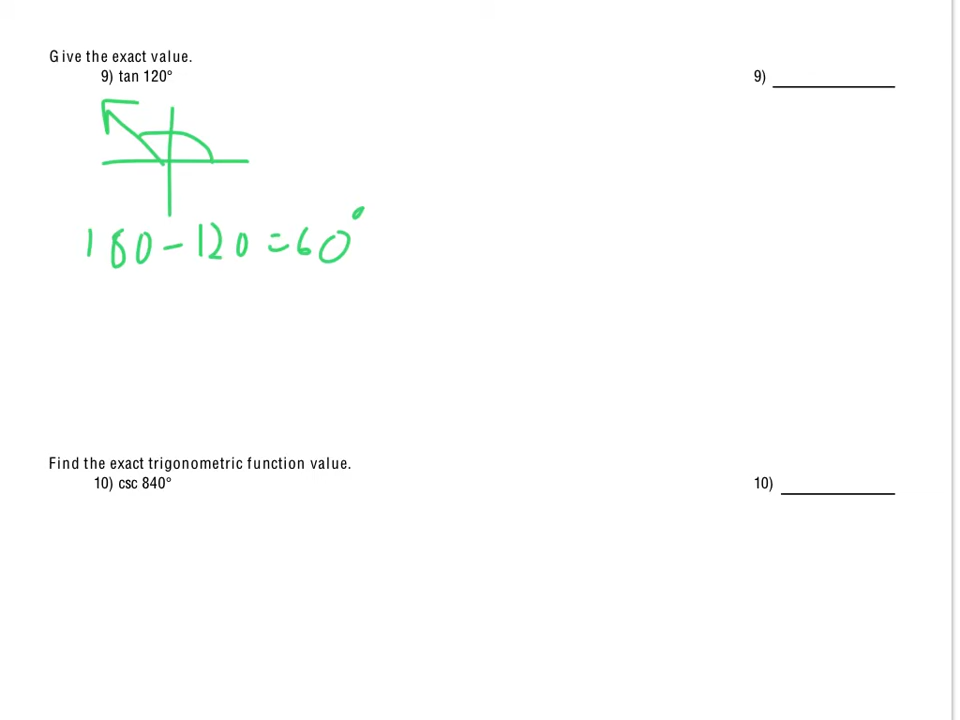 Give the exact value.
9) tan 120°
9)
180 - 120 = 60°
Find the exact trigonometric function value.
10) csc 840°
10)